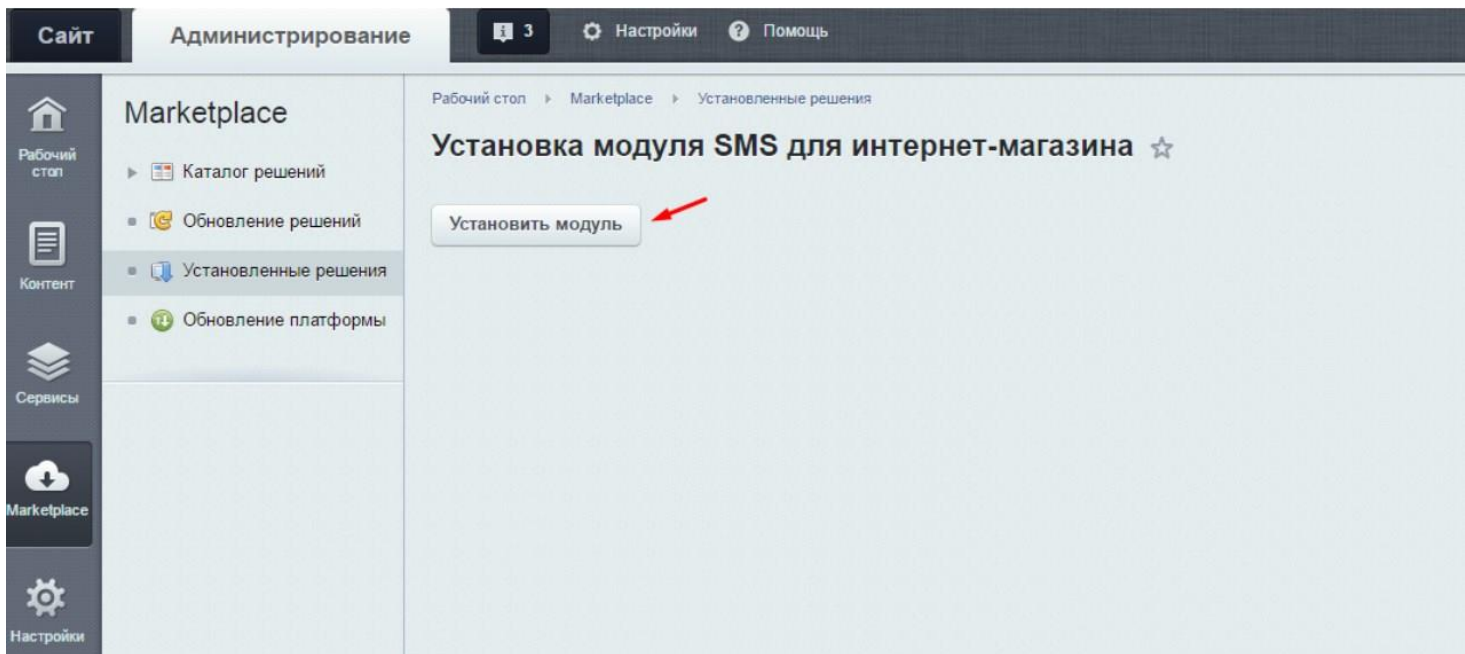 Сайт
Администрирование
3
Настройки
Помощь
Рабочий
стол
Контент
Сервисы
Marketplace
Настройки
Marketplace
Каталог решений
Обновление решений
Установленные решения
Обновление платформы
Рабочий стол Marketplace Установленные решения
Установка модуля SMS для интернет-магазина
Установить модуль